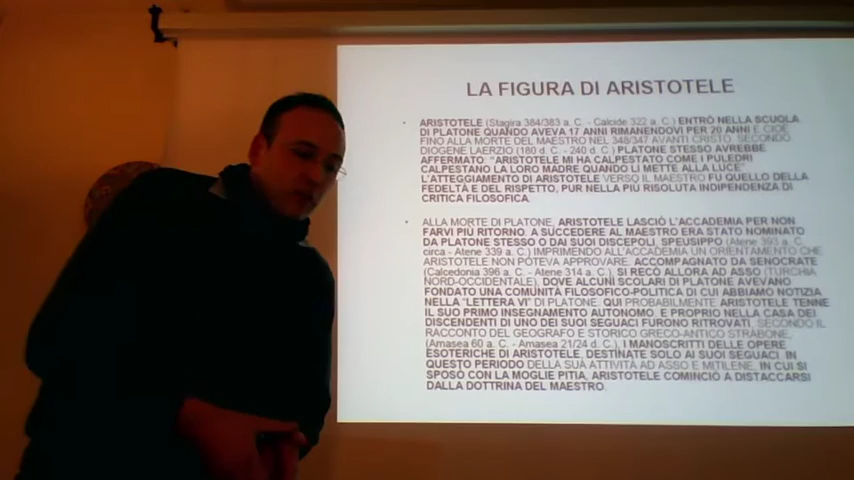 LA FIGURA DI ARISTOTELE
• ARISTOTELE (Stagira 384/383 a. C. - Calcide 322 a. C.) ENTRÒ NELLA SCUOLA
DI PLATONE QUANDO AVEVA 17 ANNI RIMANENDOVI PER 20 ANNI E CIOÈ
FINO ALLA MORTE DEL MAESTRO NEL 348/347 AVANTI CRISTO. SECONDO
DIOGENE LAERZIO (180 d. C. - 240 d. C.) PLATONE STESSO AVREBBE
AFFERMATO: "ARISTOTELE MI HA CALPESTATO COME I PULEDRI
CALPESTANO LA LORO MADRE QUANDO LI METTE ALLA LUCE".
L'ATTEGGIAMENTO DI ARISTOTELE VERSO IL MAESTRO FU QUELLO DELLA
FEDELTÀ E DEL RISPETTO, PUR NELLA PIÙ RISOLUTA INDIPENDENZA DI
CRITICA FILOSOFICA.
• ALLA MORTE DI PLATONE, ARISTOTELE LASCIÒ L'ACCADEMIA PER NON
FARVI PIÙ RITORNO. A SUCCEDERE AL MAESTRO ERA STATO NOMINATO
DA PLATONE STESSO O DAI SUOI DISCEPOLI, SPEUSIPPO (Atene 393 a. C.
circa - Atene 339 a. C.) IMPRIMENDO ALL'ACCADEMIA UN ORIENTAMENTO CHE
ARISTOTELE NON POTEVA APPROVARE. ACCOMPAGNATO DA SENOCRATE
(Calcedonia 396 a. C. - Atene 314 a. C.), SI RECÒ ALLORA AD ASSO (TURCHIA
NORD-OCCIDENTALE) DOVE ALCUNI SCOLARI DI PLATONE AVEVANO
FONDATO UNA COMUNITÀ FILOSOFICO-POLITICA DI CUI ABBIAMO NOTIZIA
NELLA "LETTERA VI" DI PLATONE. QUI PROBABILMENTE ARISTOTELE TENNE
IL SUO PRIMO INSEGNAMENTO AUTONOMO E PROPRIO NELLA CASA DEI
DISCENDENTI DI UNO DEI SUOI SEGUACI FURONO RITROVATI, SECONDO IL
RACCONTO DEL GEOGRAFO E STORICO GRECO-ANTICO STRABONE,
(Amasea 60 a. C. - Amasea 21/24 d. C.), I MANOSCRITTI DELLE OPERE
ESOTERICHE DI ARISTOTELE, DESTINATE SOLO AI SUOI SEGUACI. IN
QUESTO PERIODO DELLA SUA ATTIVITÀ AD ASSO E MITILENE, IN CUI SI
SPOSÒ CON LA MOGLIE PITIA, ARISTOTELE COMINCIÒ A DISTACCARSI
DALLA DOTTRINA DEL MAESTRO.